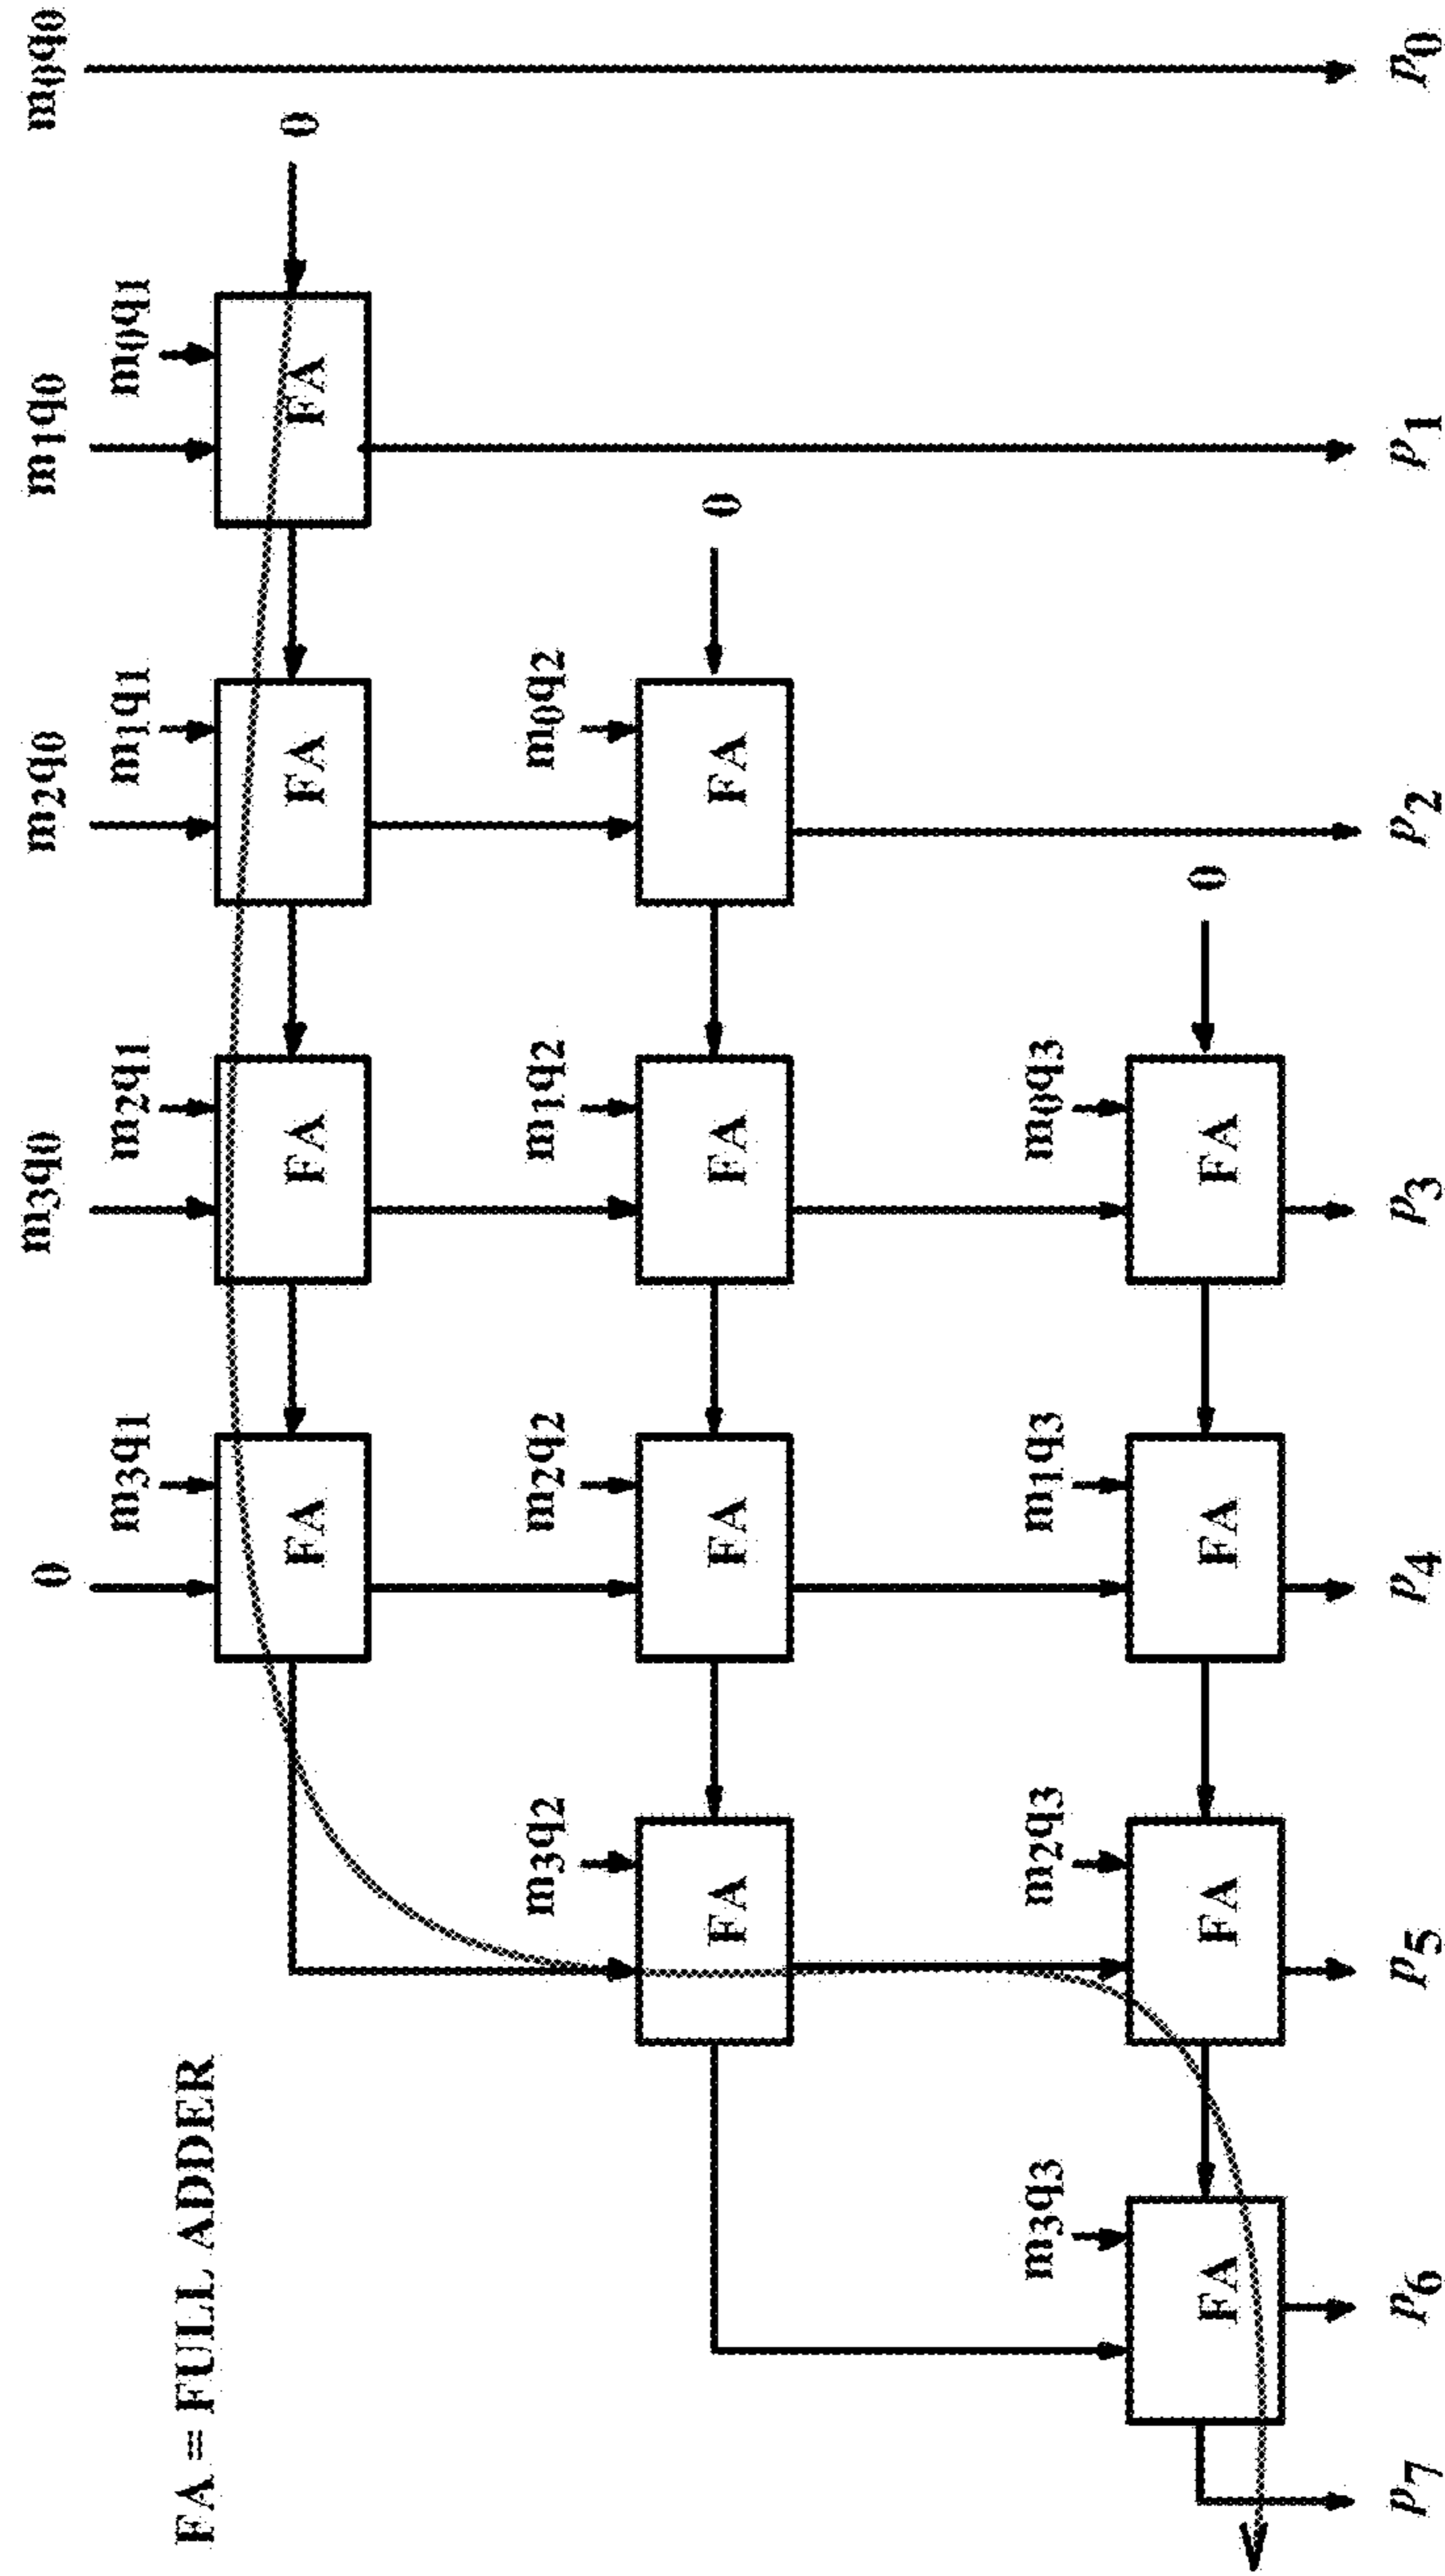 0 m3q0 m2q0 m1q0 m0q0
m3q1 m2q1 m1q1 m0q1
FA = FULL ADDER
FA FA FA FA 0
m3q2 m2q2 m1q2 m0q2
FA FA FA FA 0
m3q3 m2q3 m1q3 m0q3
FA FA FA FA 0
P7 P6 P5 P4 P3 P2 P1 P0